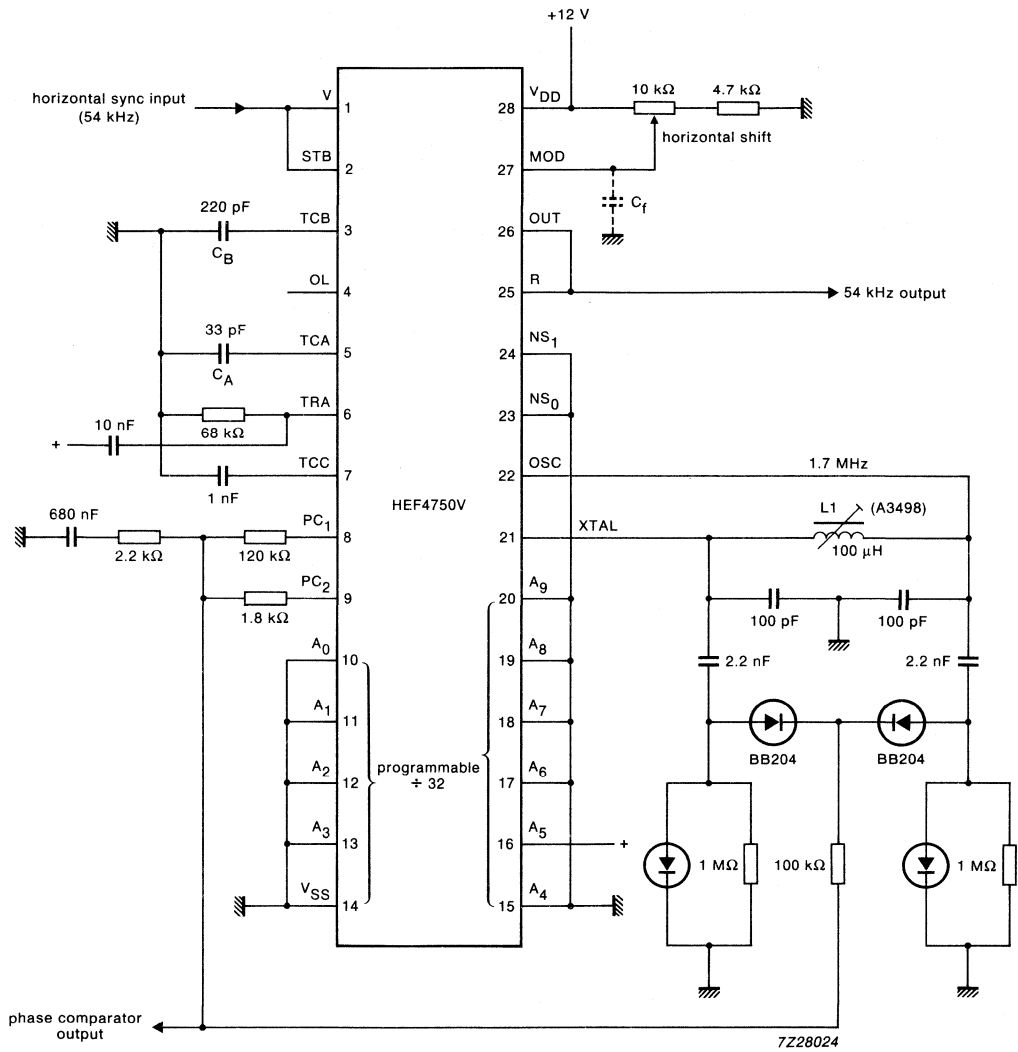 +12 V
horizontal sync input
(54 kHz)
V
1
STB
2
220 pF
C_B
TCB
3
OL
4
33 pF
C_A
TCA
5
TRA
6
10 nF
+
68 kΩ
TCC
7
1 nF
680 nF
2.2 kΩ
PC1
8
120 kΩ
PC2
9
1.8 kΩ
A0
10
A1
11
A2
12
A3
13
VSS
14
HEF4750V
programmable
÷ 32
VDD
28
10 kΩ
4.7 kΩ
horizontal shift
MOD
27
Cf
OUT
26
R
25
54 kHz output
NS1
24
NS0
23
OSC
22
1.7 MHz
XTAL
21
L1
(A3498)
100 µH
A9
20
100 pF
100 pF
A8
19
2.2 nF
2.2 nF
A7
18
BB204
BB204
A6
17
A5
16
+
A4
15
1 MΩ
100 kΩ
1 MΩ
phase comparator
output
7Z28024